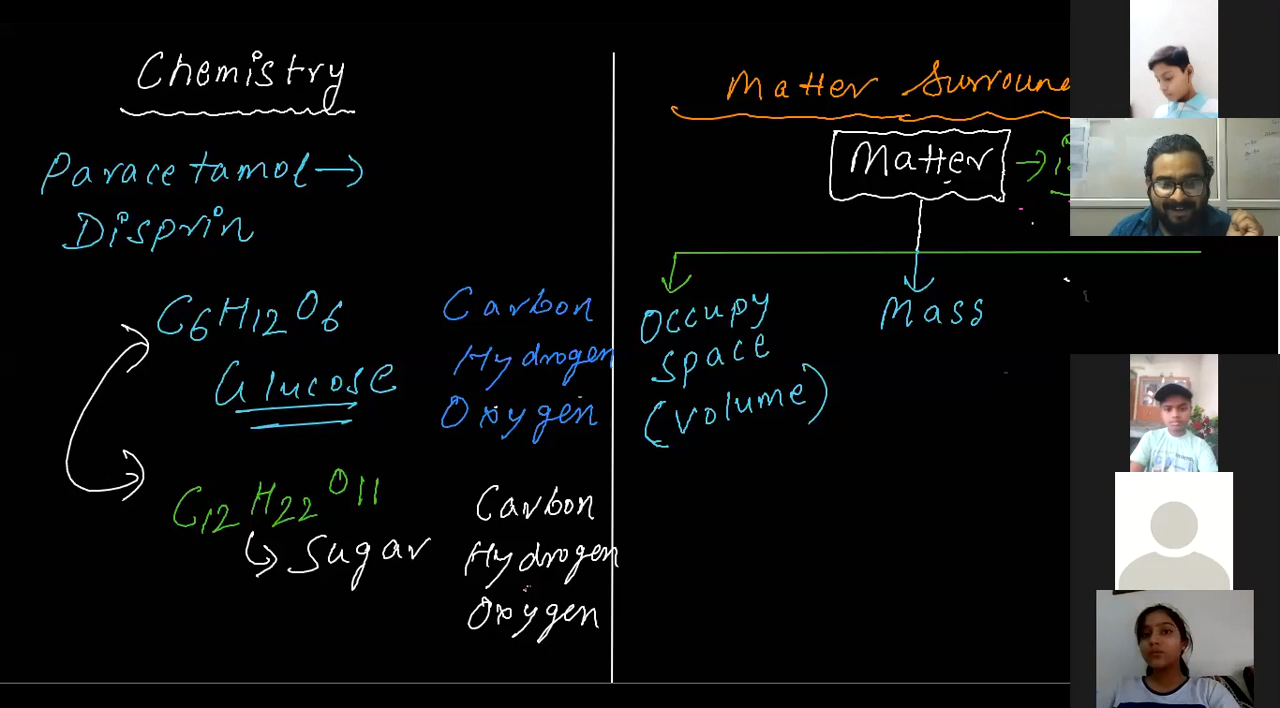 Chemistry
Paracetamol →
Disprin
C6H12O6
Glucose
Carbon
Hydrogen
Oxygen
C12H22O11
↳ Sugar
Carbon
Hydrogen
Oxygen
Matter Surroun
Matter →
Occupy
space
(volume)
Mass